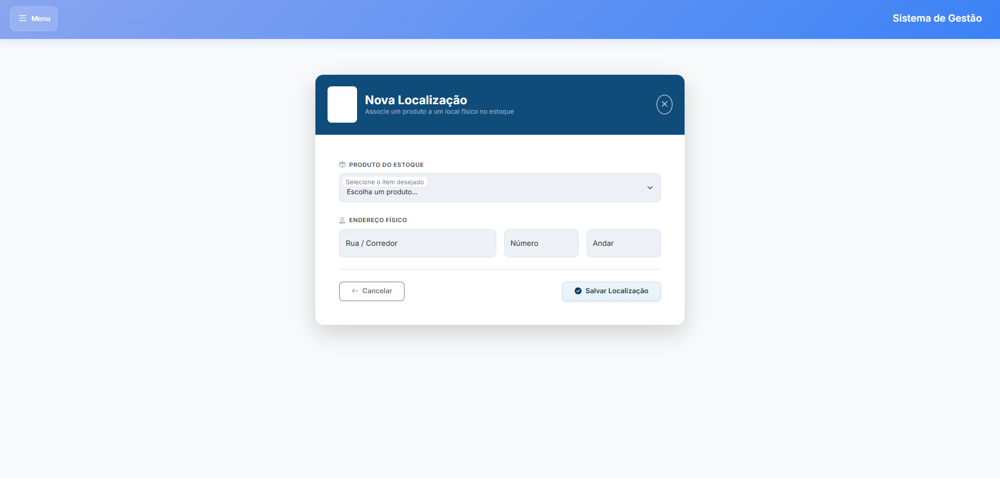 Menu
Sistema de Gestão
Nova Localização
Associe um produto a um local físico no estoque
PRODUTO DO ESTOQUE
Selecione o item desejado
Escolha um produto...
ENDEREÇO FÍSICO
Rua / Corredor
Número
Andar
Cancelar
Salvar Localização